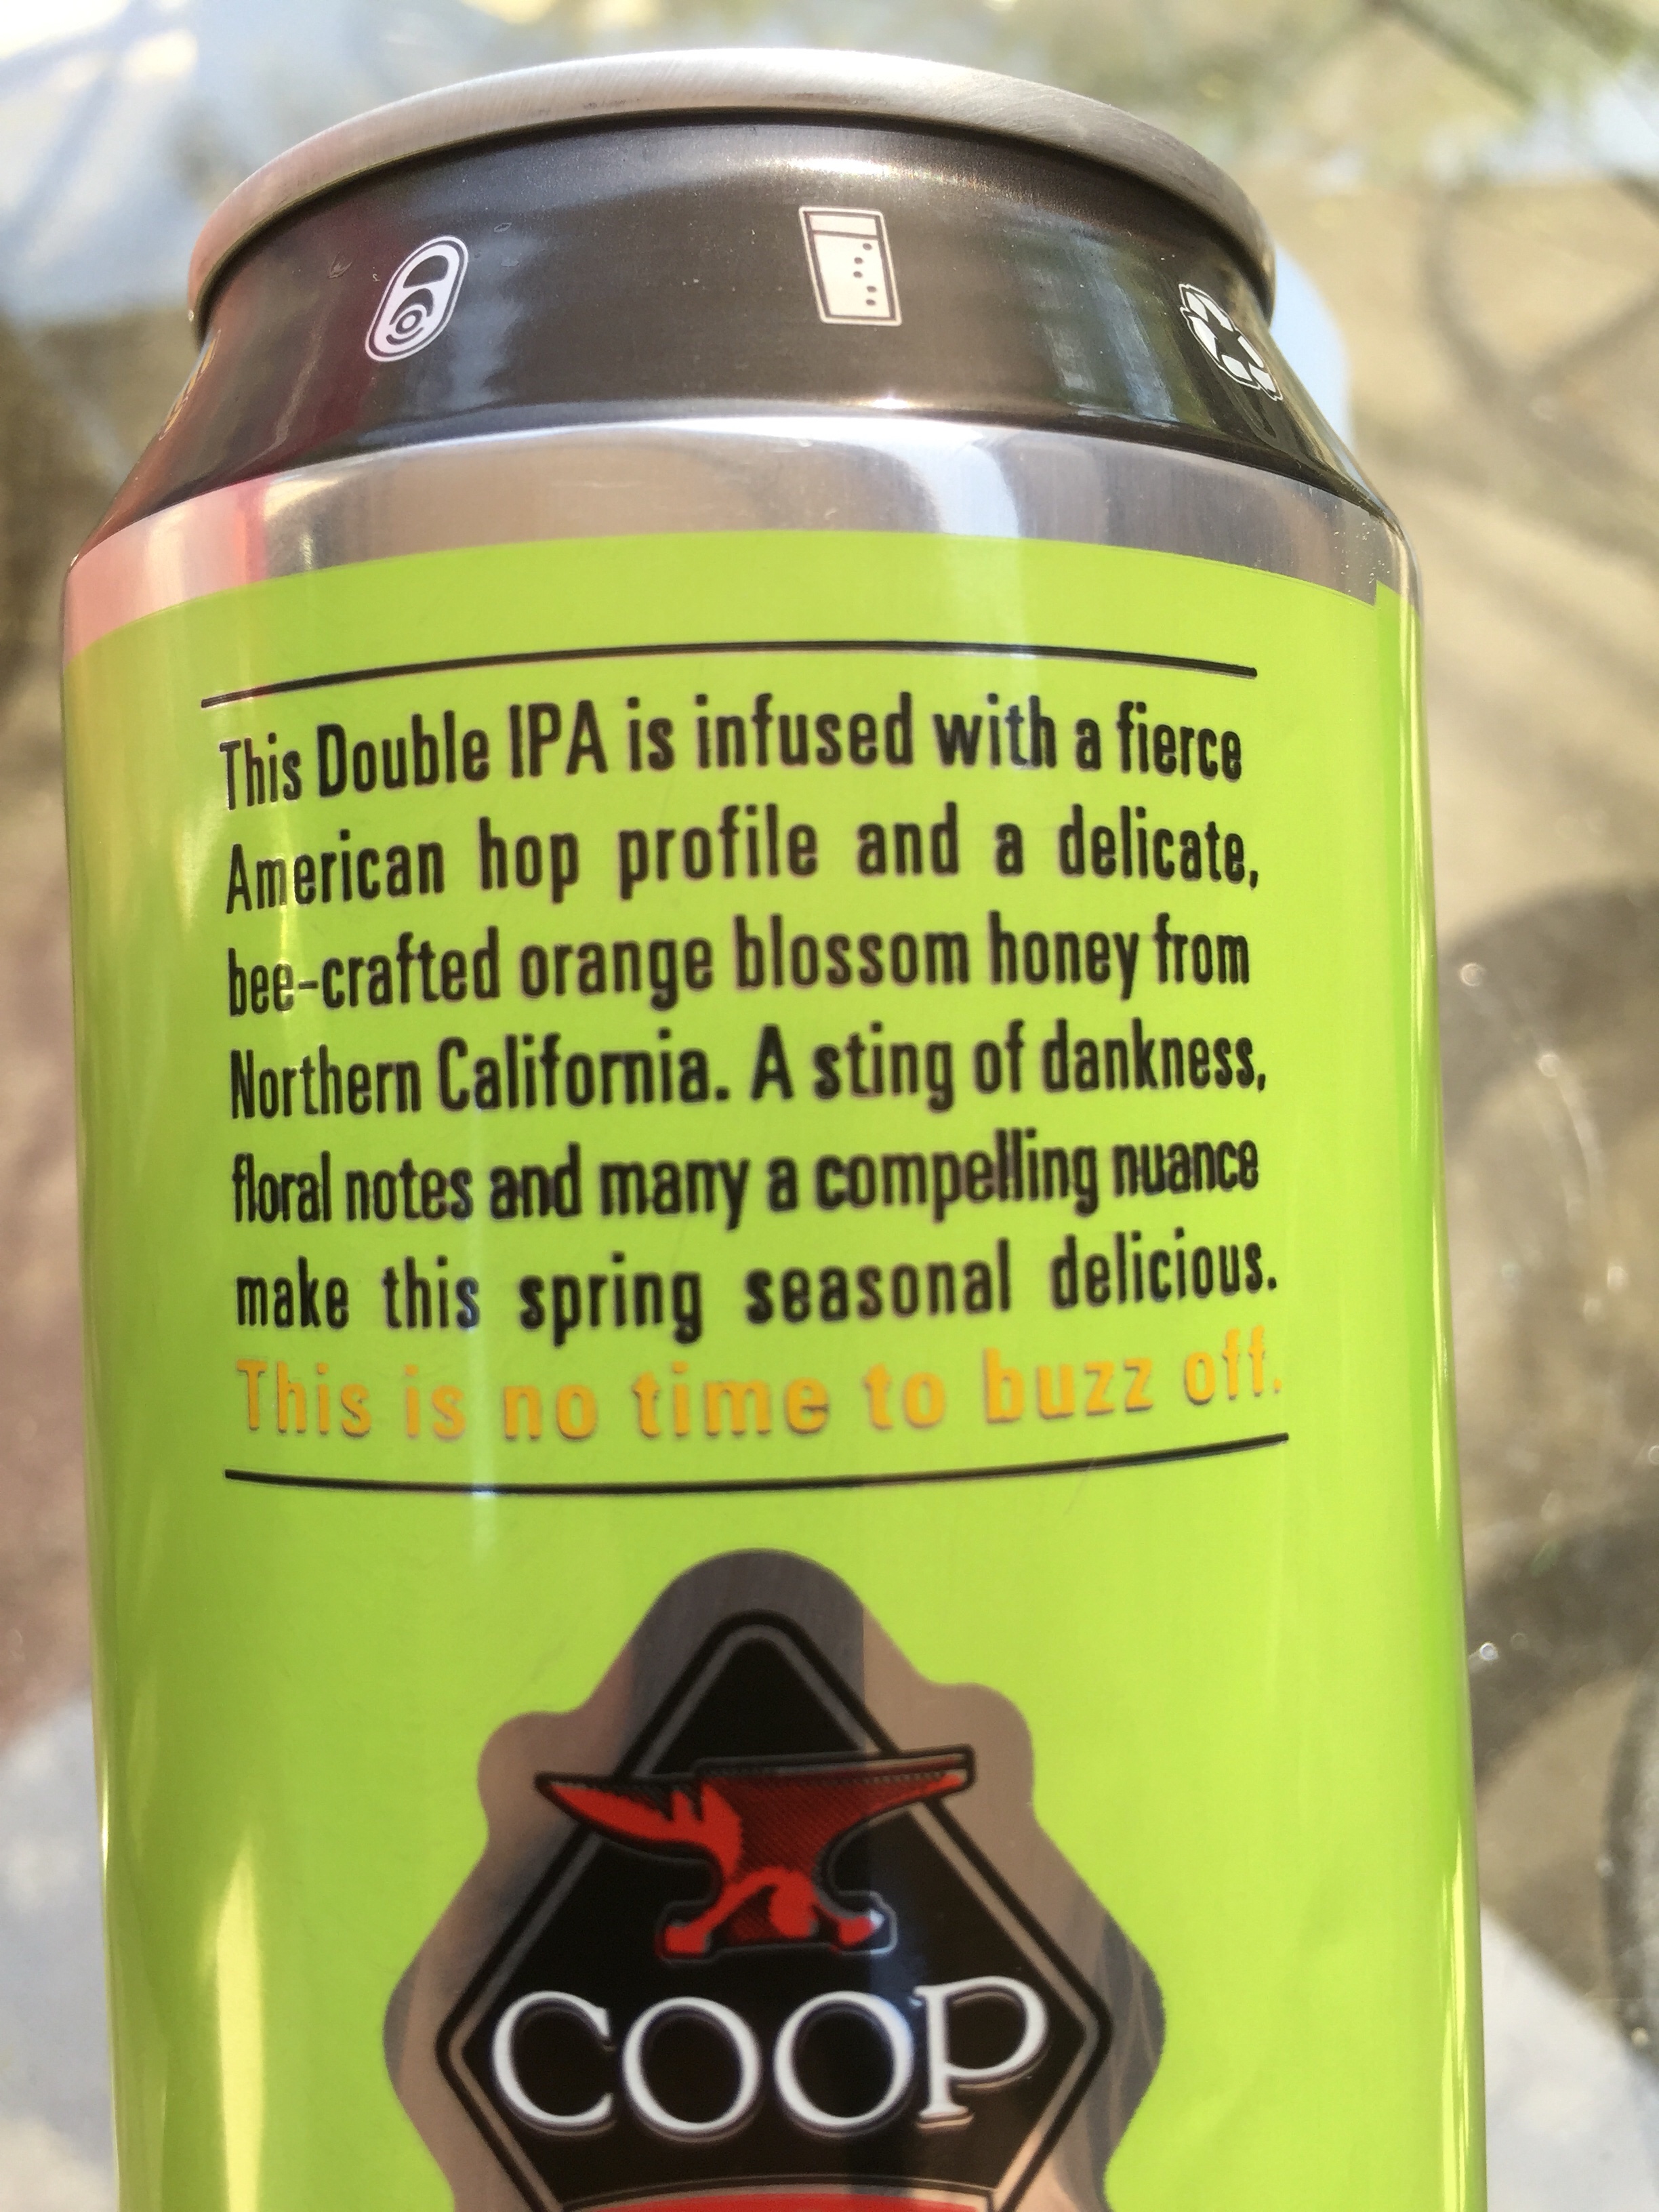 This Double IPA is infused with a fierce
American hop profile and a delicate,
bee-crafted orange blossom honey from
Northern California. A sting of dankness,
floral notes and many a compelling nuance
make this spring seasonal delicious.
This is no time to buzz off.
COOP